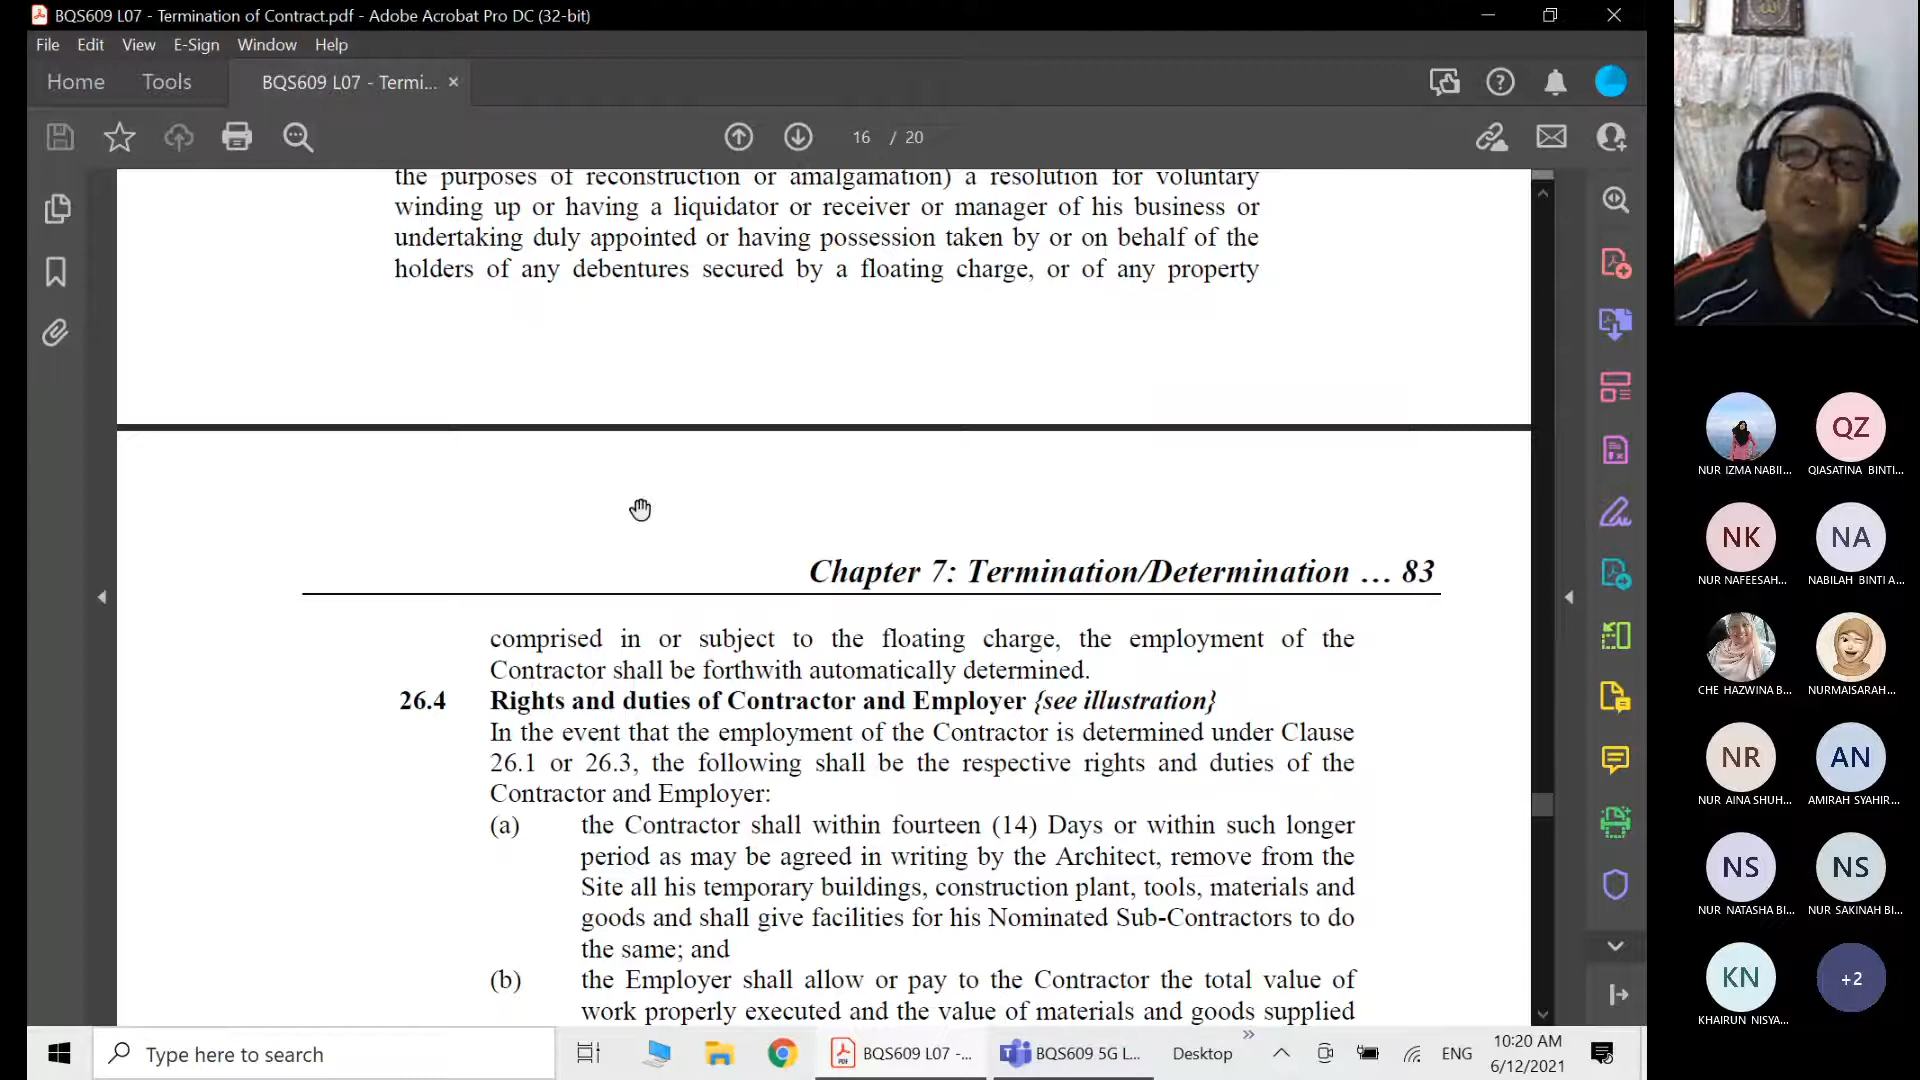 BQS609 L07 - Termination of Contract.pdf - Adobe Acrobat Pro DC (32-bit)
File Edit View E-Sign Window Help
Home Tools BQS609 L07 - Termi... ×
16 / 20
the purposes of reconstruction or amalgamation) a resolution for voluntary
winding up or having a liquidator or receiver or manager of his business or
undertaking duly appointed or having possession taken by or on behalf of the
holders of any debentures secured by a floating charge, or of any property
Chapter 7: Termination/Determination … 83
comprised in or subject to the floating charge, the employment of the
Contractor shall be forthwith automatically determined.
26.4 Rights and duties of Contractor and Employer {see illustration}
In the event that the employment of the Contractor is determined under Clause
26.1 or 26.3, the following shall be the respective rights and duties of the
Contractor and Employer:
(a) the Contractor shall within fourteen (14) Days or within such longer
period as may be agreed in writing by the Architect, remove from the
Site all his temporary buildings, construction plant, tools, materials and
goods and shall give facilities for his Nominated Sub-Contractors to do
the same; and
(b) the Employer shall allow or pay to the Contractor the total value of
work properly executed and the value of materials and goods supplied
QZ
NUR IZMA NABII... QIASATINA BINTI...
NK NA
NUR NAFEESAH... NABILAH BINTI A...
CHE HAZWINA B... NURMAISARAH...
NR AN
NUR AINA SHUH... AMIRAH SYAHIR...
NS NS
NUR NATASHA BI... NUR SAKINAH BI...
KN +2
KHAIRUN NISYA...
Type here to search
BQS609 L07 -... BQS609 5G L... Desktop » ENG
10:20 AM
6/12/2021